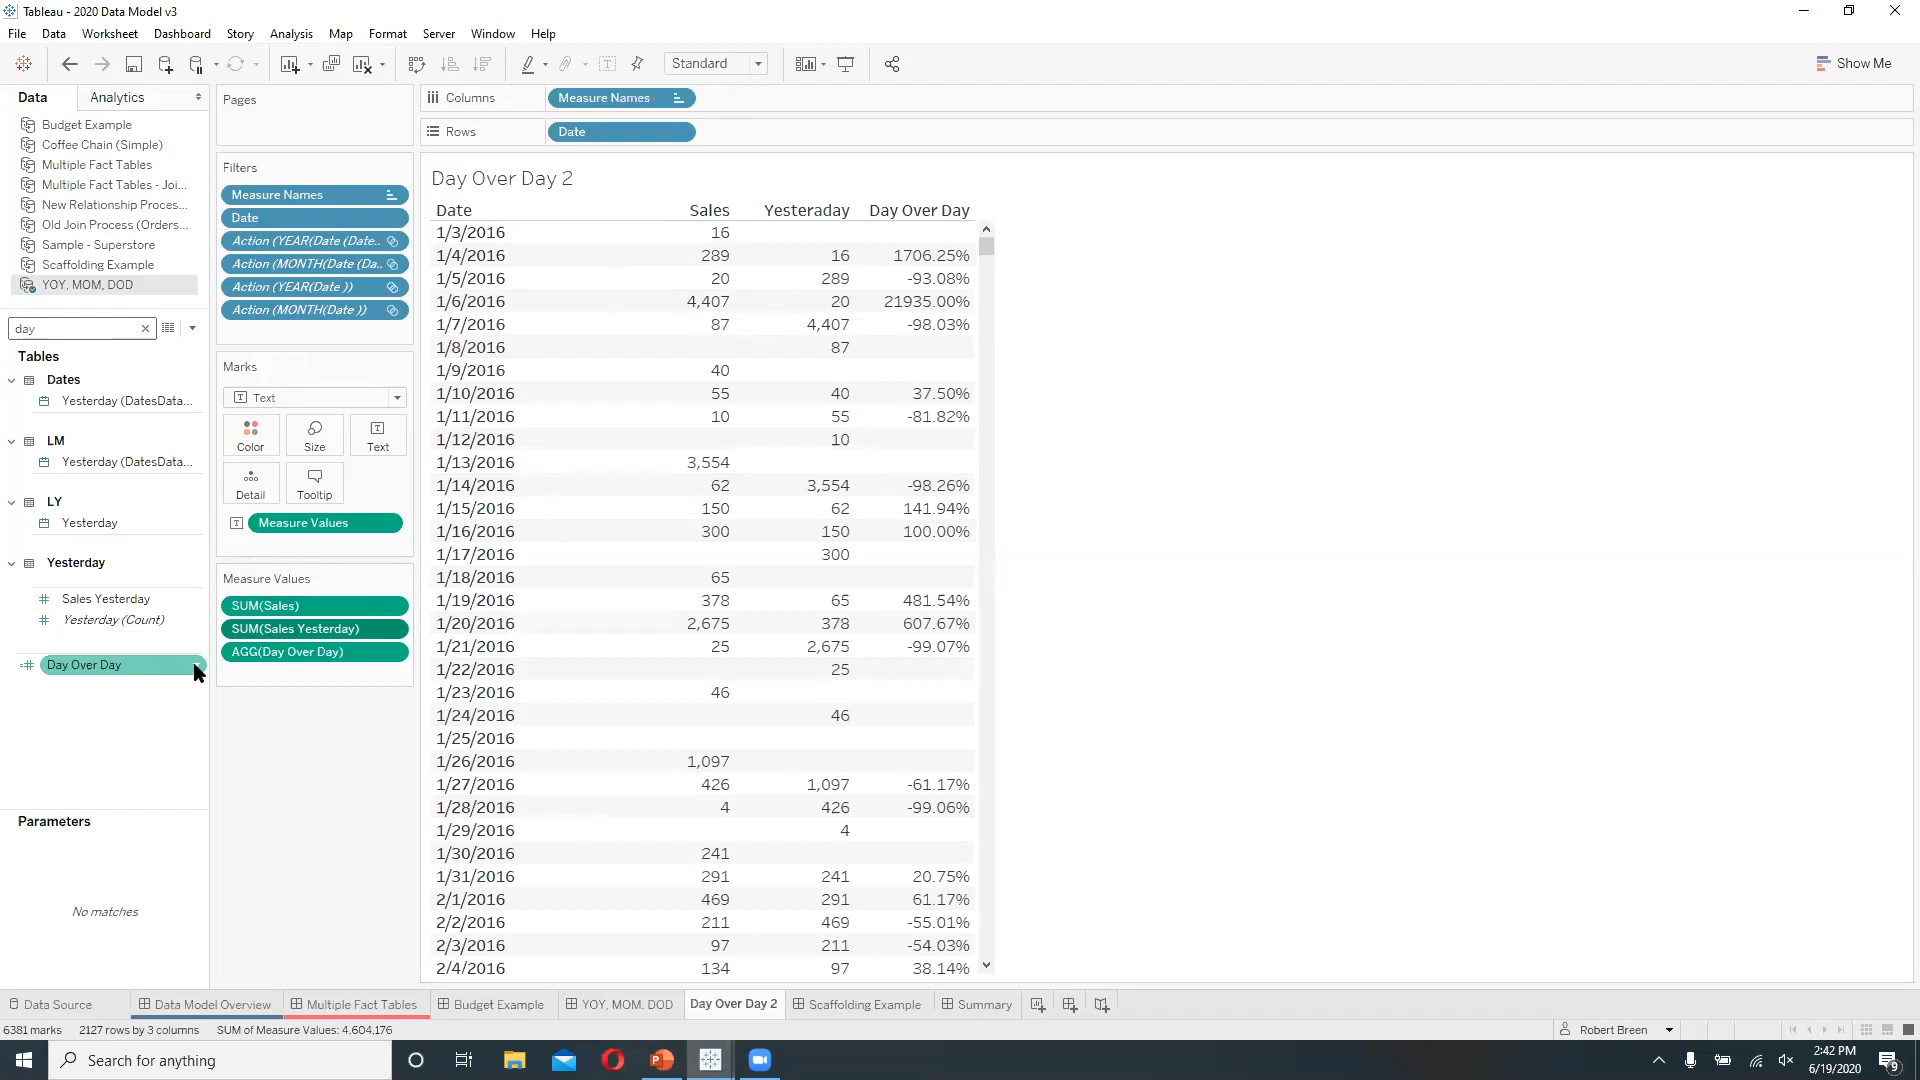 Tableau - 2020 Data Model v3
File Data Worksheet Dashboard Story Analysis Map Format Server Window Help
Standard
Show Me
Data Analytics
Budget Example
Coffee Chain (Simple)
Multiple Fact Tables
Multiple Fact Tables - Joi...
New Relationship Proces...
Old Join Process (Orders...
Sample - Superstore
Scaffolding Example
YOY, MOM, DOD
day
Tables
Dates
Yesterday (DatesData...
LM
Yesterday (DatesData...
LY
Yesterday
Yesterday
Sales Yesterday
Yesterday (Count)
Day Over Day
Parameters
No matches
Pages
Filters
Measure Names
Date
Action (YEAR(Date (Date..
Action (MONTH(Date (Da..
Action (YEAR(Date ))
Action (MONTH(Date ))
Marks
Text
Color Size Text
Detail Tooltip
Measure Values
Measure Values
SUM(Sales)
SUM(Sales Yesterday)
AGG(Day Over Day)
Columns Measure Names
Rows Date
Day Over Day 2
Date Sales Yesteraday Day Over Day
1/3/2016 16
1/4/2016 289 16 1706.25%
1/5/2016 20 289 -93.08%
1/6/2016 4,407 20 21935.00%
1/7/2016 87 4,407 -98.03%
1/8/2016 87
1/9/2016 40
1/10/2016 55 40 37.50%
1/11/2016 10 55 -81.82%
1/12/2016 10
1/13/2016 3,554
1/14/2016 62 3,554 -98.26%
1/15/2016 150 62 141.94%
1/16/2016 300 150 100.00%
1/17/2016 300
1/18/2016 65
1/19/2016 378 65 481.54%
1/20/2016 2,675 378 607.67%
1/21/2016 25 2,675 -99.07%
1/22/2016 25
1/23/2016 46
1/24/2016 46
1/25/2016
1/26/2016 1,097
1/27/2016 426 1,097 -61.17%
1/28/2016 4 426 -99.06%
1/29/2016 4
1/30/2016 241
1/31/2016 291 241 20.75%
2/1/2016 469 291 61.17%
2/2/2016 211 469 -55.01%
2/3/2016 97 211 -54.03%
2/4/2016 134 97 38.14%
Data Source Data Model Overview Multiple Fact Tables Budget Example YOY, MOM. DOD Day Over Day 2 Scaffolding Example Summary
6381 marks 2127 rows by 3 columns SUM of Measure Values: 4,604,176 Robert Breen
Search for anything
2:42 PM
6/19/2020
9